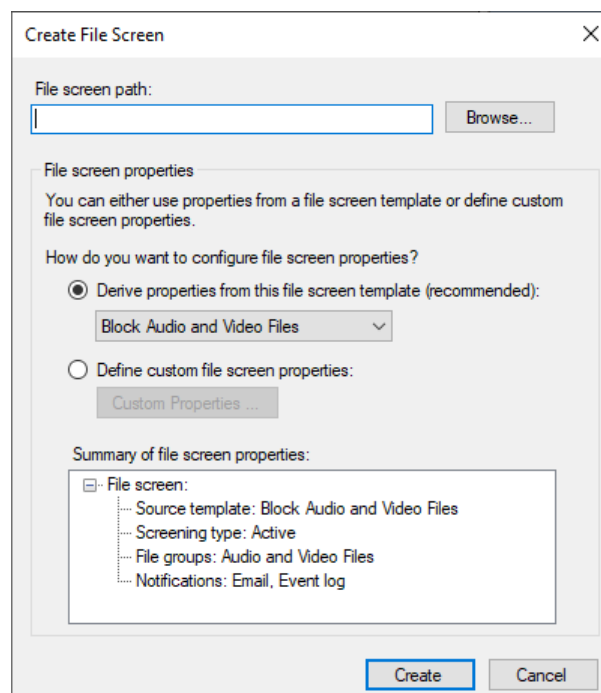 Create File Screen
File screen path:
Browse...
File screen properties
You can either use properties from a file screen template or define custom
file screen properties.
How do you want to configure file screen properties?
Derive properties from this file screen template (recommended):
Block Audio and Video Files
Define custom file screen properties:
Custom Properties ...
Summary of file screen properties:
File screen:
Source template: Block Audio and Video Files
Screening type: Active
File groups: Audio and Video Files
Notifications: Email, Event log
Create
Cancel